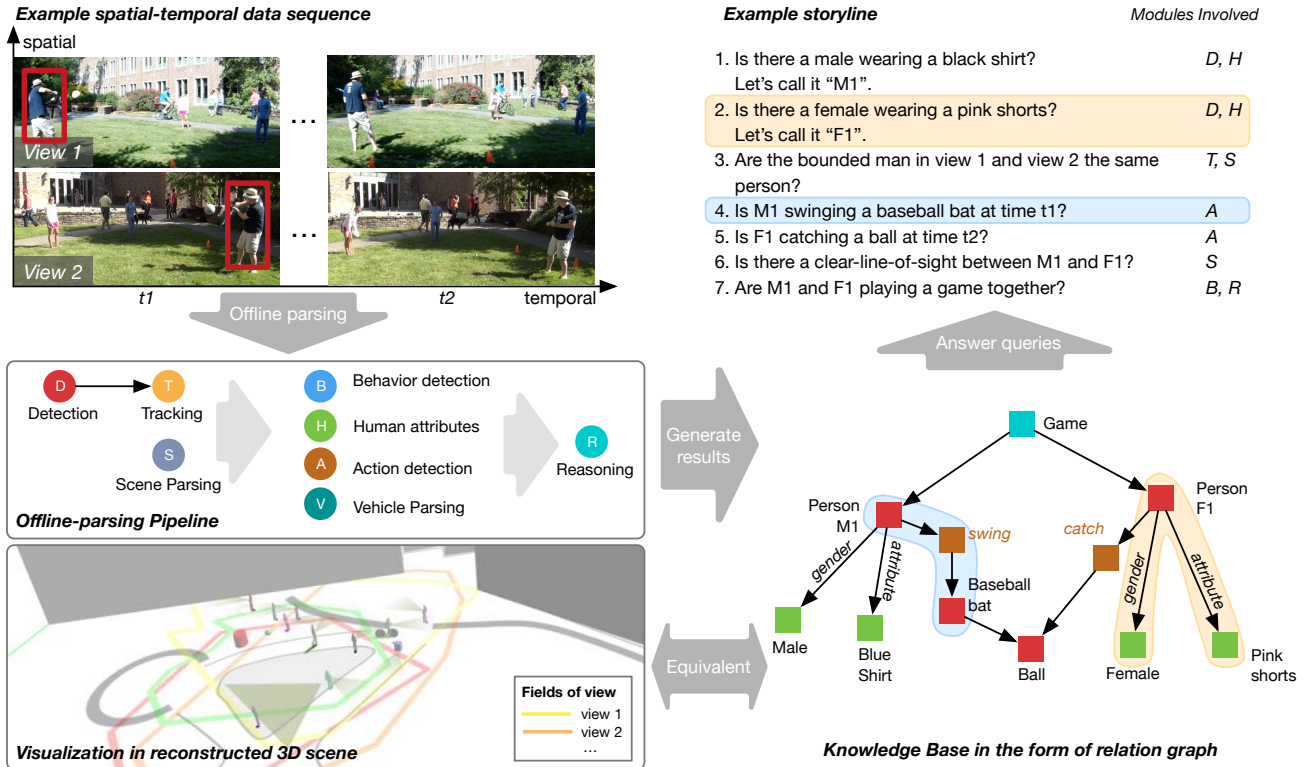 Example spatial-temporal data sequence
spatial
View 1
...
View 2
...
t1
t2
temporal
Offline parsing
Example storyline
Modules Involved
1. Is there a male wearing a black shirt?
D, H
Let's call it “M1”.
2. Is there a female wearing a pink shorts?
D, H
Let's call it “F1”.
3. Are the bounded man in view 1 and view 2 the same
T, S
person?
4. Is M1 swinging a baseball bat at time t1?
A
5. Is F1 catching a ball at time t2?
A
6. Is there a clear-line-of-sight between M1 and F1?
S
7. Are M1 and F1 playing a game together?
B, R
Answer queries
D
Detection
T
Tracking
S
Scene Parsing
B
Behavior detection
H
Human attributes
A
Action detection
V
Vehicle Parsing
R
Reasoning
Offline-parsing Pipeline
Generate
results
Equivalent
Fields of view
view 1
view 2
...
Visualization in reconstructed 3D scene
Game
Person
M1
swing
catch
Person
F1
gender
attribute
Baseball
bat
gender
attribute
Male
Blue
Shirt
Ball
Female
Pink
shorts
Knowledge Base in the form of relation graph